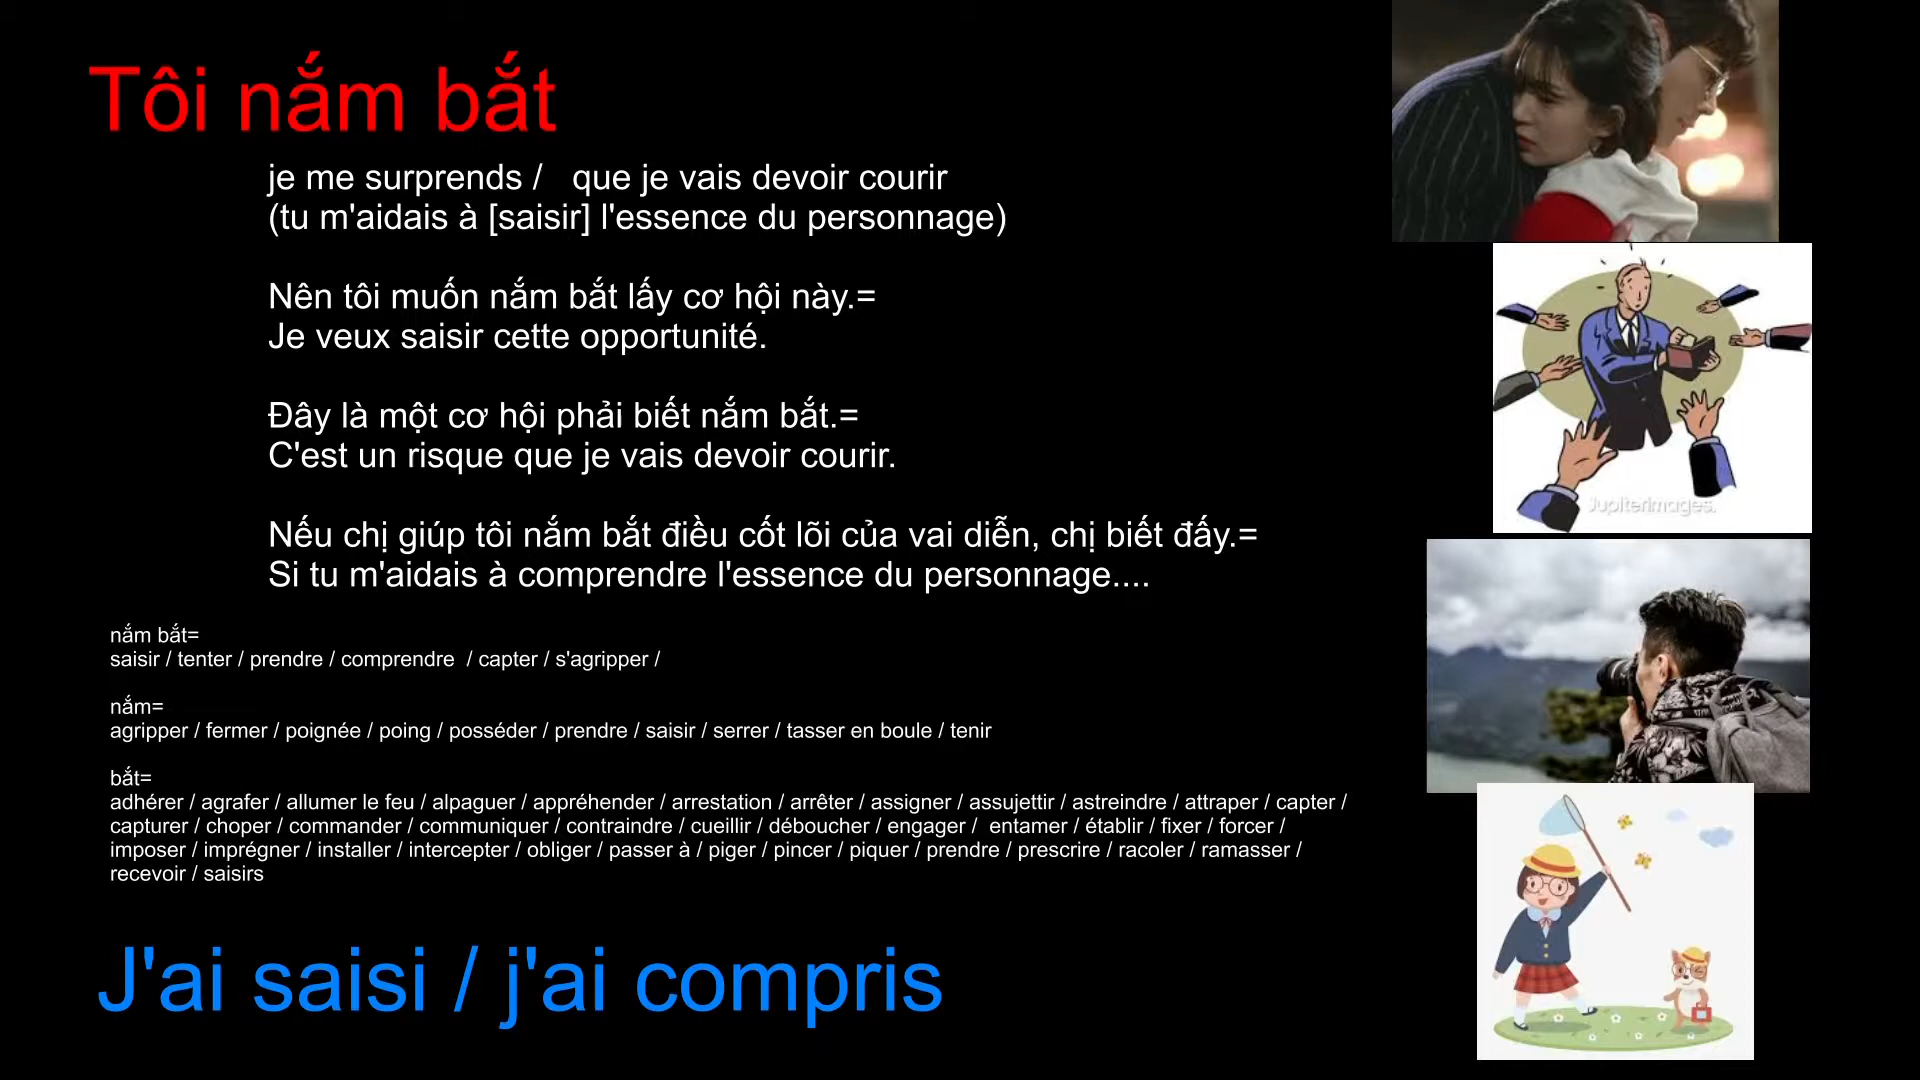 Tôi nắm bắt
je me surprends /   que je vais devoir courir
(tu m'aidais à [saisir] l'essence du personnage)
Nên tôi muốn nắm bắt lấy cơ hội này.=
Je veux saisir cette opportunité.
Đây là một cơ hội phải biết nắm bắt.=
C'est un risque que je vais devoir courir.
Nếu chị giúp tôi nắm bắt điều cốt lõi của vai diễn, chị biết đấy.=
Si tu m'aidais à comprendre l'essence du personnage....
nắm bắt=
saisir / tenter / prendre / comprendre  / capter / s'agripper /
nắm=
agripper / fermer / poignée / poing / posséder / prendre / saisir / serrer / tasser en boule / tenir
bắt=
adhérer / agrafer / allumer le feu / alpaguer / appréhender / arrestation / arrêter / assigner / assujettir / astreindre / attraper / capter /
capturer / choper / commander / communiquer / contraindre / cueillir / déboucher / engager /  entamer / établir / fixer / forcer /
imposer / imprégner / installer / intercepter / obliger / passer à / piger / pincer / piquer / prendre / prescrire / racoler / ramasser /
recevoir / saisirs
J'ai saisi / j'ai compris
Jupiterimages.